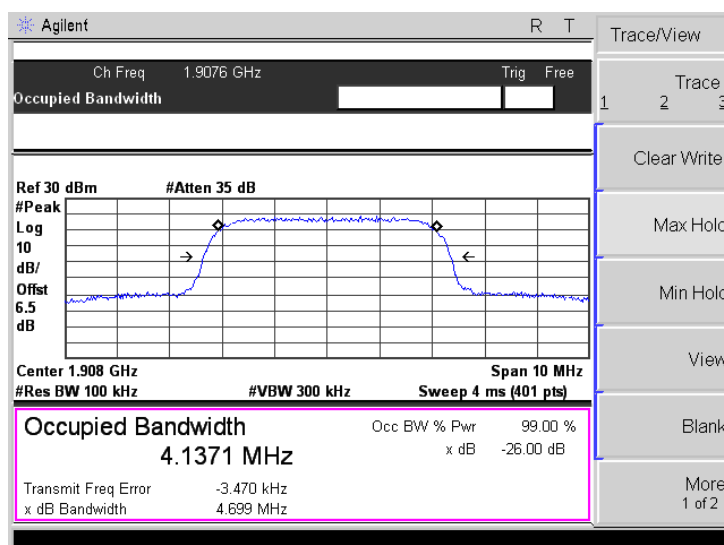 Agilent R T
Ch Freq 1.9076 GHz Trig Free
Occupied Bandwidth
Ref 30 dBm #Atten 35 dB
#Peak
Log
10
dB/
Offst
6.5
dB
Center 1.908 GHz Span 10 MHz
#Res BW 100 kHz #VBW 300 kHz Sweep 4 ms (401 pts)
Occupied Bandwidth
4.1371 MHz
Occ BW % Pwr 99.00 %
x dB -26.00 dB
Transmit Freq Error -3.470 kHz
x dB Bandwidth 4.699 MHz
Trace/View
Trace
1 2 3
Clear Write
Max Hold
Min Hold
View
Blank
More
1 of 2